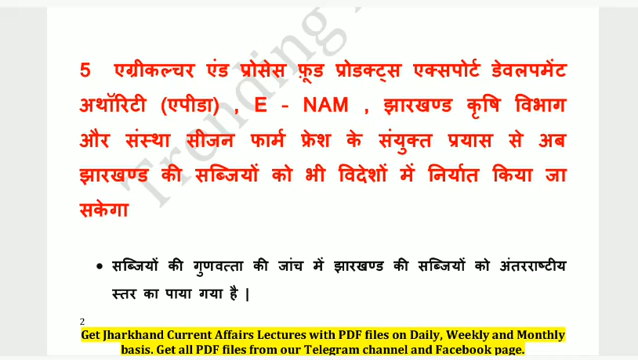 5 एग्रीकल्चर एंड प्रोसेस फ़ूड प्रोडक्ट्स एक्सपोर्ट डेवलपमेंट
अथॉरिटी (एपीडा) , E - NAM , झारखण्ड कृषि विभाग
और संस्था सीजन फार्म फ्रेश के संयुक्त प्रयास से अब
झारखण्ड की सब्जियों को भी विदेशों में निर्यात किया जा
सकेगा
• सब्जियों की गुणवत्ता की जांच में झारखण्ड की सब्जियों को अंतरराष्टीय
स्तर का पाया गया है |
2
Get Jharkhand Current Affairs Lectures with PDF files on Daily, Weekly and Monthly
basis. Get all PDF files from our Telegram channel and Facebook page.
Trending